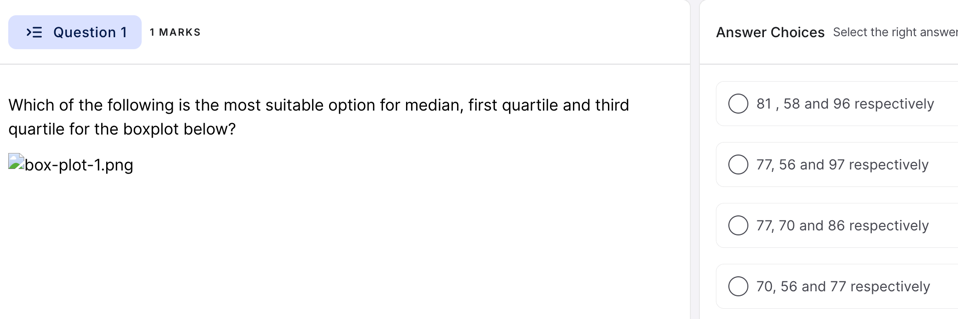 Question 1 1 MARKS
Which of the following is the most suitable option for median, first quartile and third
quartile for the boxplot below?
box-plot-1.png
Answer Choices Select the right answer
81 , 58 and 96 respectively
77, 56 and 97 respectively
77, 70 and 86 respectively
70, 56 and 77 respectively